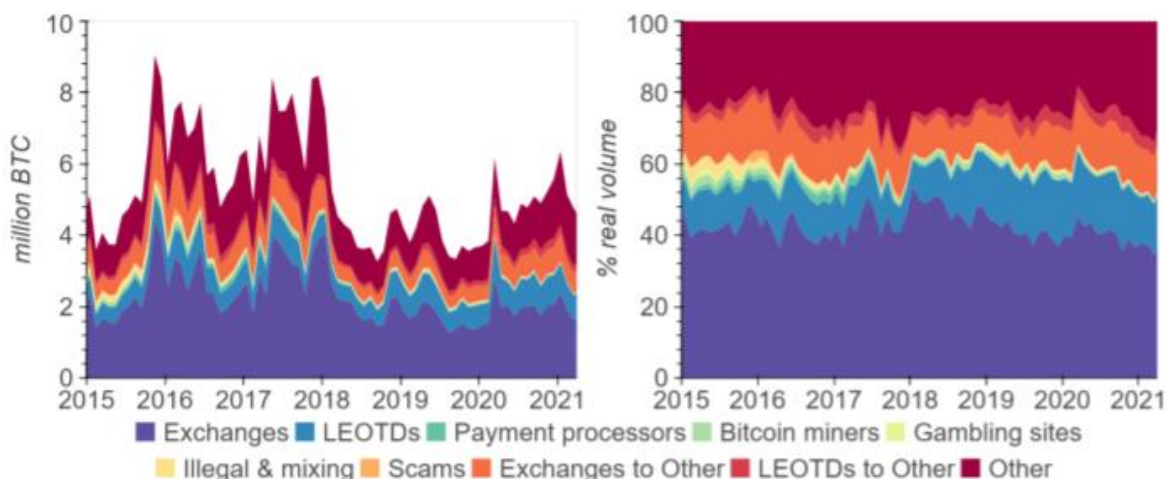 10
8
6
4
2
0
million BTC
2015 2016 2017 2018 2019 2020 2021
100
80
60
40
20
0
% real volume
2015 2016 2017 2018 2019 2020 2021
Exchanges LEOTDs Payment processors Bitcoin miners Gambling sites
Illegal & mixing Scams Exchanges to Other LEOTDs to Other Other